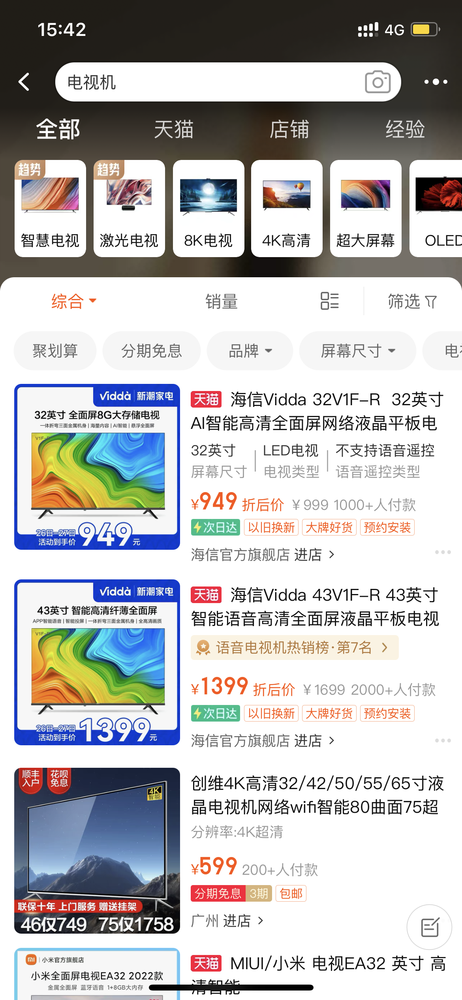 15:42
4G
电视机
全部 天猫 店铺 经验
趋势
趋势
智慧电视 激光电视 8K电视 4K高清 超大屏幕 OLED
综合 销量 筛选
聚划算 分期免息 品牌 屏幕尺寸
Vidda 新潮家电
32英寸 全面屏8G大存储电视
一体折弯三面金属机身 | 海量内容 | AI智能 | 悬浮全面屏
V1F-R
26日-27日
活动到手价 949元
天猫 海信Vidda 32V1F-R 32英寸
AI智能高清全面屏网络液晶平板电
32英寸 LED电视 不支持语音遥控
屏幕尺寸 电视类型 语音遥控类型
¥949 折后价 ¥999 1000+人付款
次日达 以旧换新 大牌好货 预约安装
海信官方旗舰店 进店 >
Vidda 新潮家电
43英寸 智能高清纤薄全面屏
APP智能语音 | 智能投屏 | 一体折弯三面金属机身 | 全高清画质
V1F-R
26日-27日
活动到手价 1399元
天猫 海信Vidda 43V1F-R 43英寸
智能语音高清全面屏液晶平板电视
语音电视机热销榜·第7名 >
¥1399 折后价 ¥1699 2000+人付款
次日达 以旧换新 大牌好货 预约安装
海信官方旗舰店 进店 >
顺丰入户 花呗免息
4K
智能
联保十年 上门服务 赠送挂架
46仅749 75仅1758
创维4K高清32/42/50/55/65寸液
晶电视机网络wifi智能80曲面75超
分辨率:4K超清
¥599 200+人付款
分期免息 3期 包邮
广州 进店 >
小米官方旗舰店
小米全面屏电视EA32 2022款
金属全面屏 蓝牙语音 1+8GB大内存
天猫 MIUI/小米 电视EA32 英寸 高
清智能